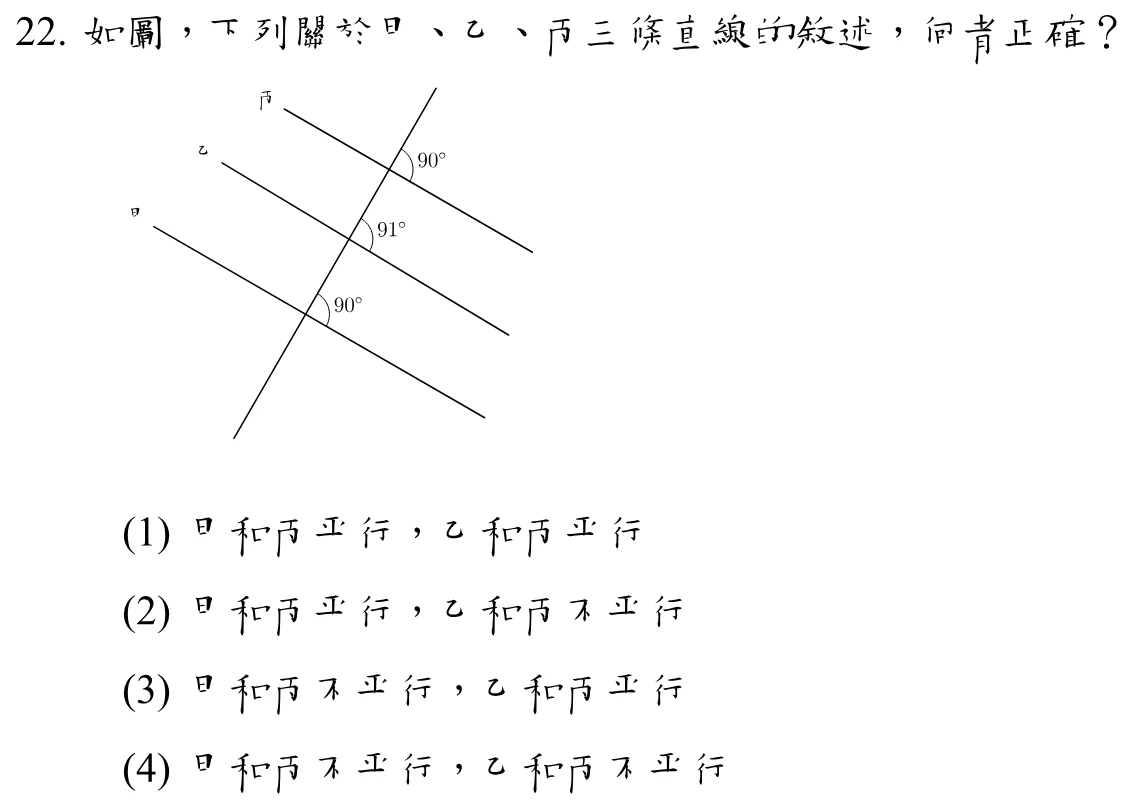 22. 如圖，下列關於甲、乙、丙三條直線的敘述，何者正確？
丙
90°
乙
91°
甲
90°
(1) 甲和丙平行，乙和丙平行
(2) 甲和丙平行，乙和丙不平行
(3) 甲和丙不平行，乙和丙平行
(4) 甲和丙不平行，乙和丙不平行